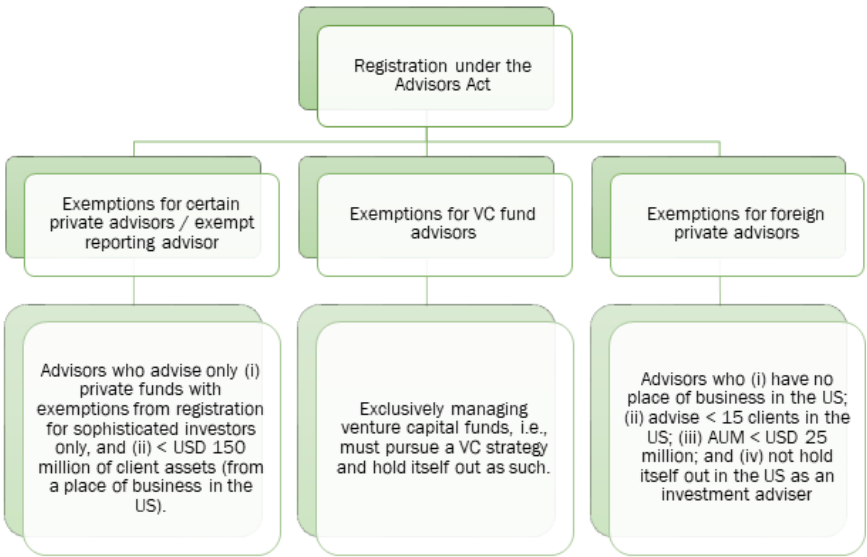 Registration under the
Advisors Act
Exemptions for certain
private advisors / exempt
reporting advisor
Exemptions for VC fund
advisors
Exemptions for foreign
private advisors
Advisors who advise only (i)
private funds with
exemptions from registration
for sophisticated investors
only, and (ii) < USD 150
million of client assets (from
a place of business in the
US).
Exclusively managing
venture capital funds, i.e.,
must pursue a VC strategy
and hold itself out as such.
Advisors who (i) have no
place of business in the US;
(ii) advise < 15 clients in the
US; (iii) AUM < USD 25
million; and (iv) not hold
itself out in the US as an
investment adviser